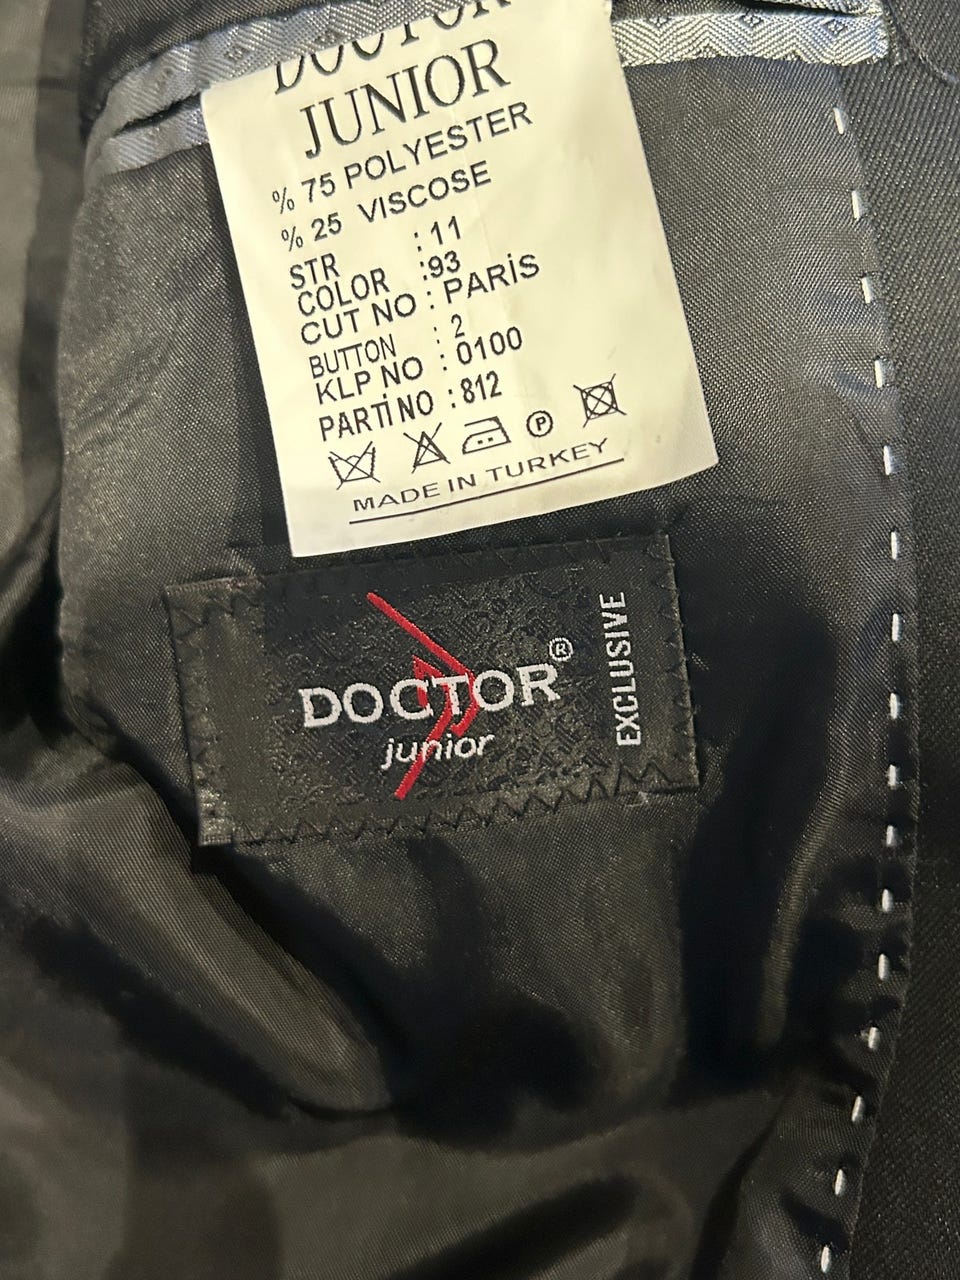 DOCTOR
JUNIOR
% 75 POLYESTER
% 25 VISCOSE
STR : 11
COLOR :93
CUT NO : PARİS
BUTTON : 2
KLP NO : 0100
PARTİ NO : 812
P
MADE IN TURKEY
DOCTOR®
junior
EXCLUSIVE